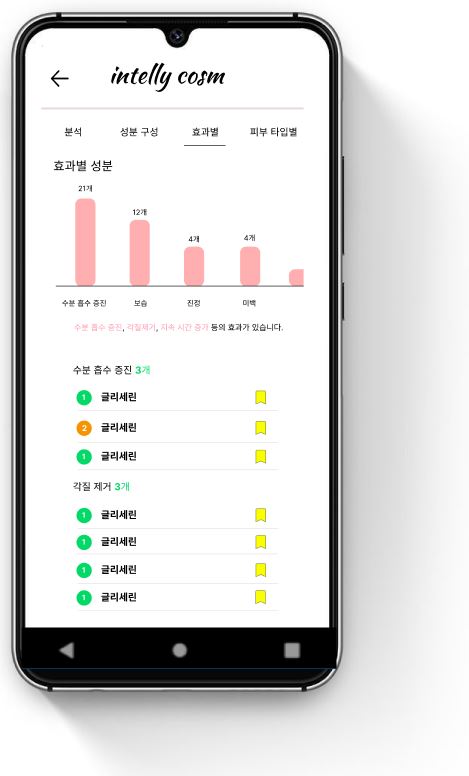 intelly cosm
분석 성분 구성 효과별 피부 타입별
효과별 성분
21개
12개
4개
4개
수분 흡수 증진 보습 진정 미백
수분 흡수 증진, 각질제거, 지속 시간 증가 등의 효과가 있습니다.
수분 흡수 증진 3개
1 글리세린
2 글리세린
1 글리세린
각질 제거 3개
1 글리세린
1 글리세린
1 글리세린
1 글리세린